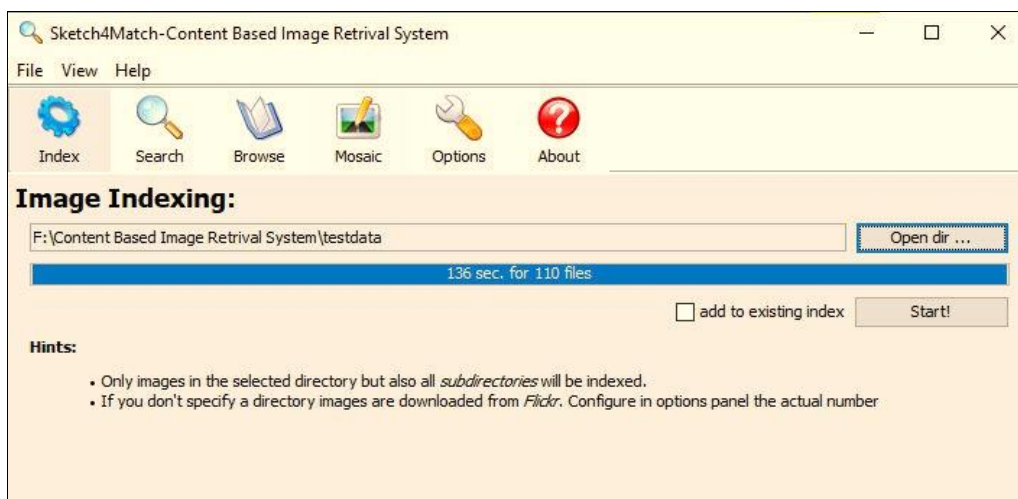 Sketch4Match-Content Based Image Retrival System
File View Help
Index Search Browse Mosaic Options About
Image Indexing:
F:\Content Based Image Retrival System\testdata Open dir ...
136 sec. for 110 files
add to existing index Start!
Hints:
• Only images in the selected directory but also all subdirectories will be indexed.
• If you don't specify a directory images are downloaded from Flickr. Configure in options panel the actual number